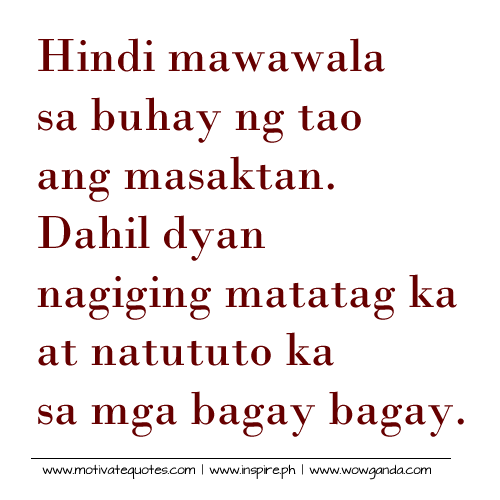 Hindi mawawala
sa buhay ng tao
ang masaktan.
Dahil dyan
nagiging matatag ka
at natututo ka
sa mga bagay bagay.
www.motivatequotes.com | www.inspire.ph | www.wowganda.com